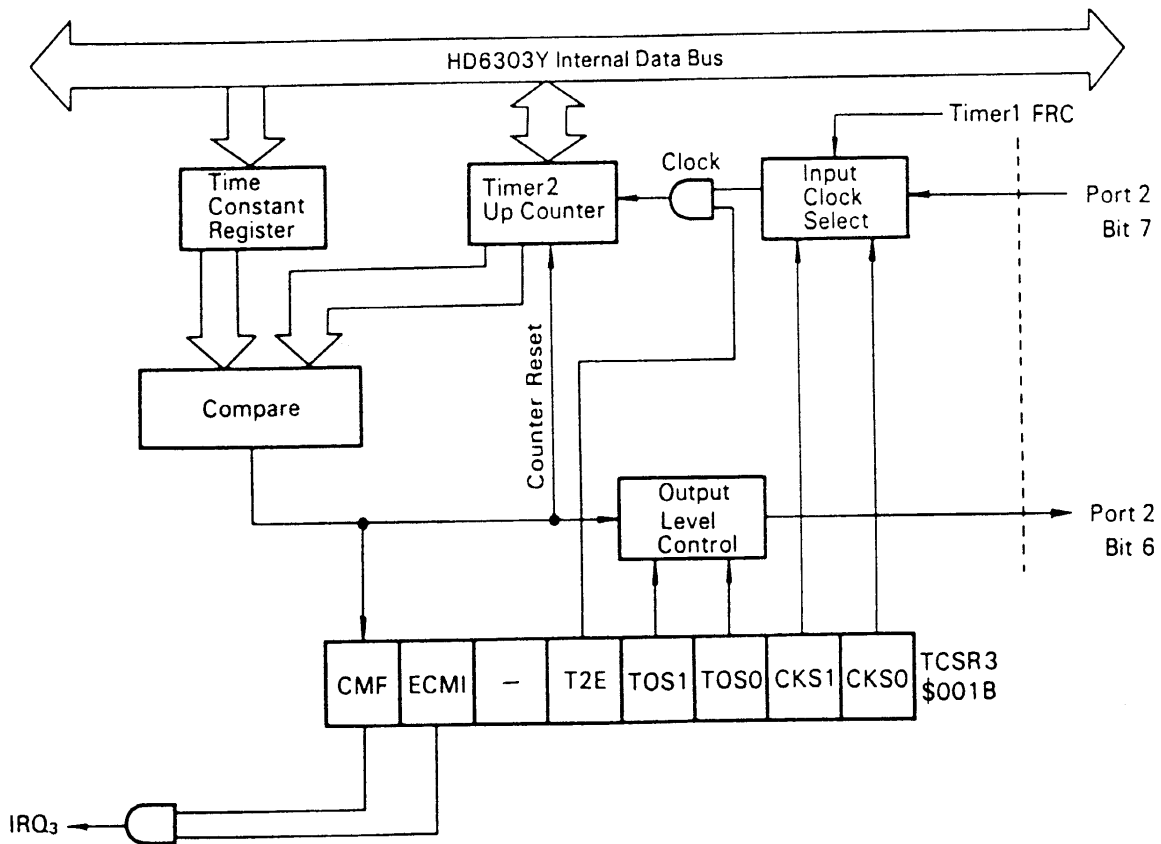 HD6303Y Internal Data Bus
Timer1 FRC
Time
Constant
Register
Timer2
Up Counter
Clock
Input
Clock
Select
Port 2
Bit 7
Compare
Counter Reset
Output
Level
Control
Port 2
Bit 6
CMF
ECMI
–
T2E
TOS1
TOS0
CKS1
CKS0
TCSR3
$001B
IRQ₃